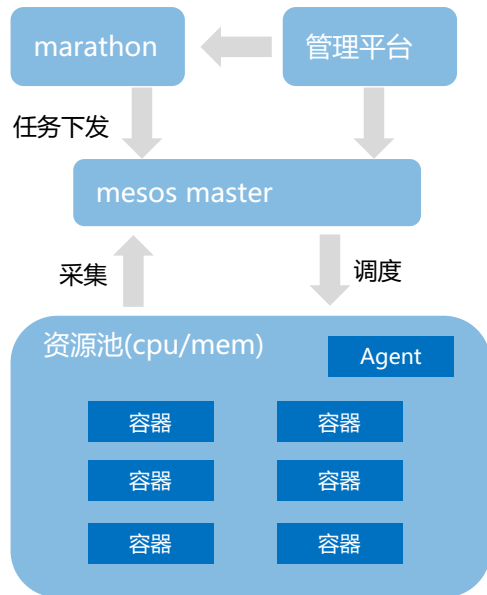 marathon
管理平台
任务下发
mesos master
采集
调度
资源池(cpu/mem)
Agent
容器
容器
容器
容器
容器
容器